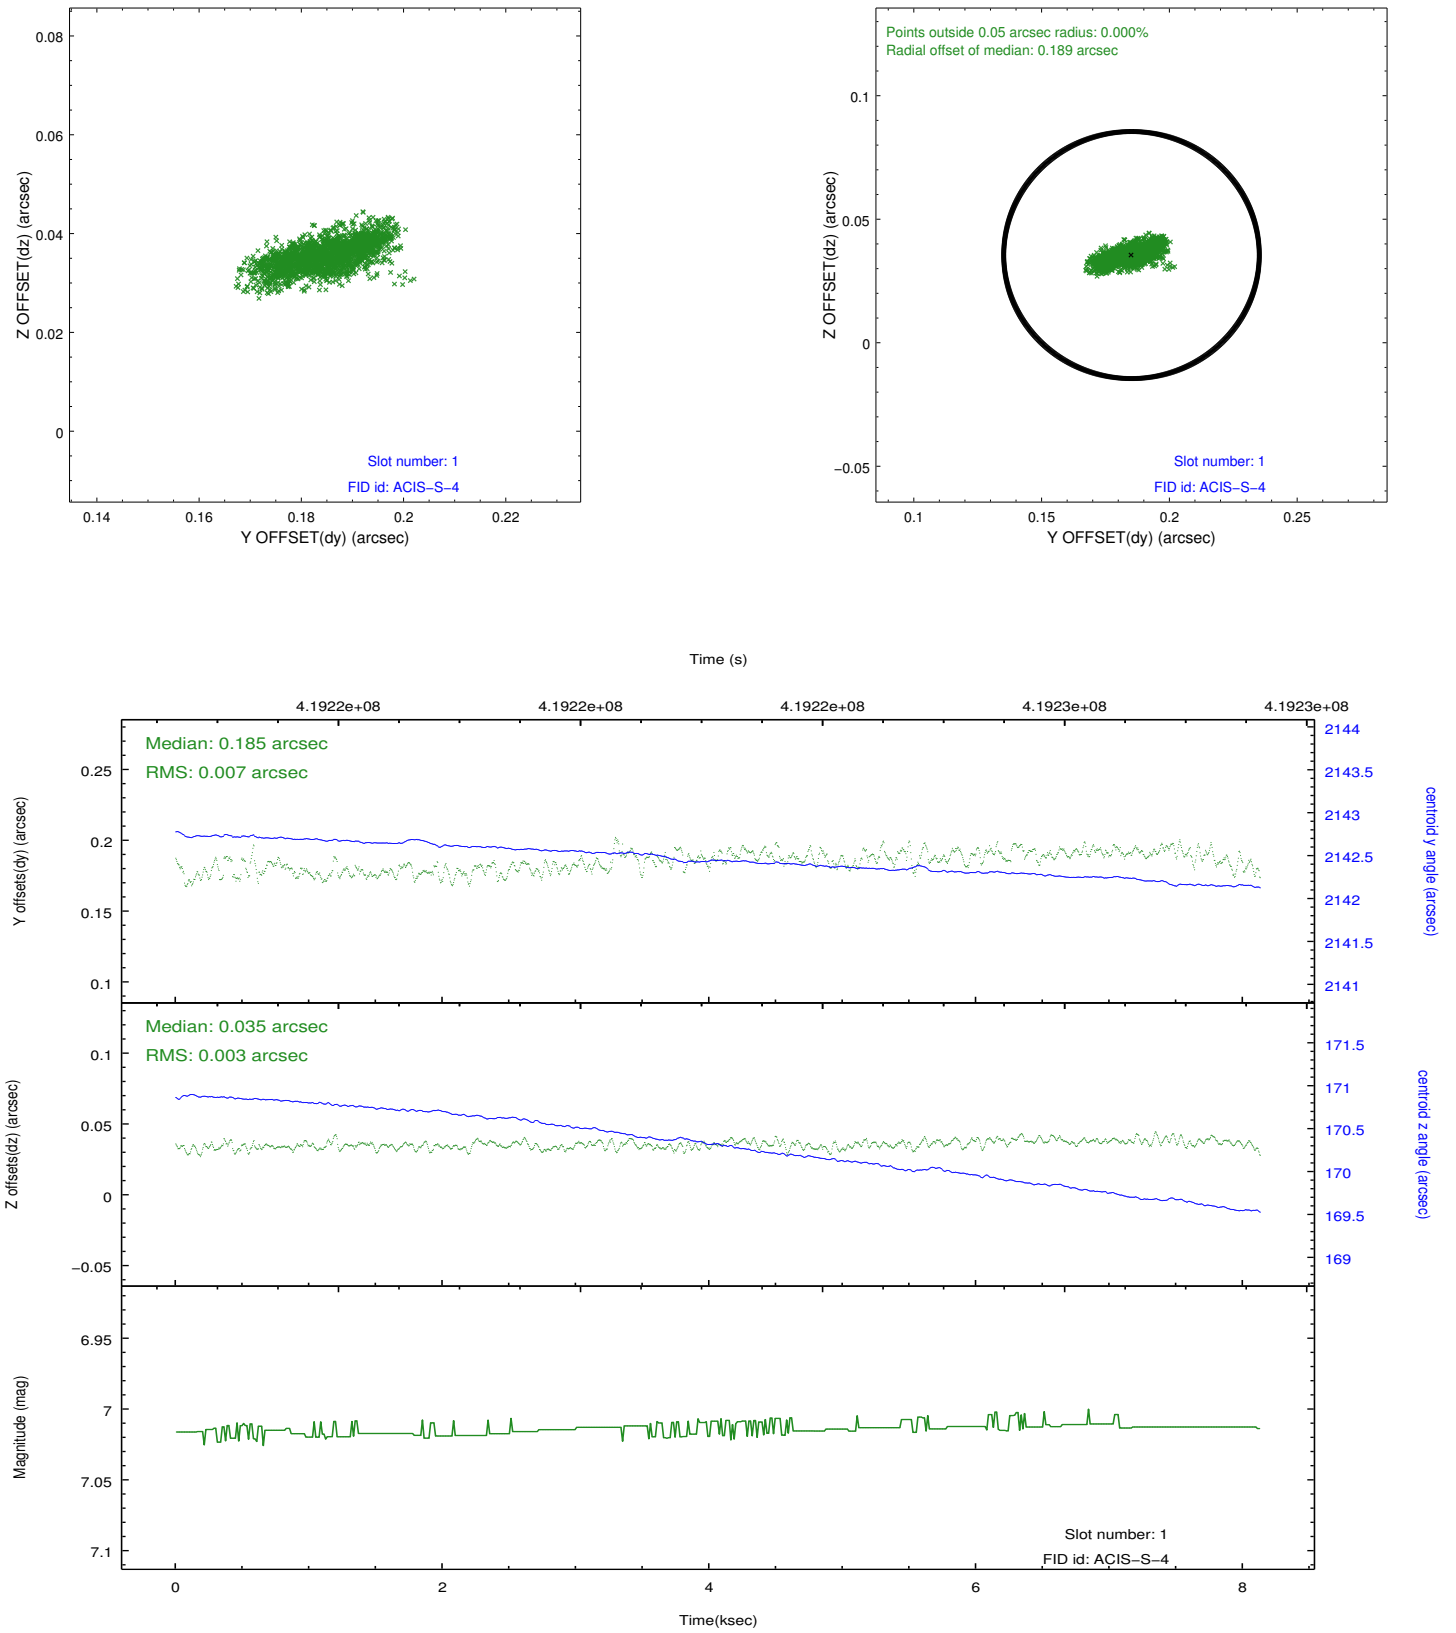 0.08
0.06
0.04
0.02
0
Z OFFSET(dz) (arcsec)
Slot number: 1
FID id: ACIS−S−4
0.14 0.16 0.18 0.2 0.22
Y OFFSET(dy) (arcsec)
Points outside 0.05 arcsec radius: 0.000%
Radial offset of median: 0.189 arcsec
0.1
0.05
0
−0.05
Z OFFSET(dz) (arcsec)
Slot number: 1
FID id: ACIS−S−4
0.1 0.15 0.2 0.25
Y OFFSET(dy) (arcsec)
Time (s)
4.1922e+08 4.1922e+08 4.1922e+08 4.1923e+08 4.1923e+08
Median: 0.185 arcsec
RMS: 0.007 arcsec
0.25
0.2
0.15
0.1
Y offsets(dy) (arcsec)
2144
2143.5
2143
2142.5
2142
2141.5
2141
centroid y angle (arcsec)
Median: 0.035 arcsec
RMS: 0.003 arcsec
0.1
0.05
0
−0.05
Z offsets(dz) (arcsec)
171.5
171
170.5
170
169.5
169
centroid z angle (arcsec)
6.95
7
7.05
7.1
Magnitude (mag)
Slot number: 1
FID id: ACIS−S−4
0 2 4 6 8
Time(ksec)